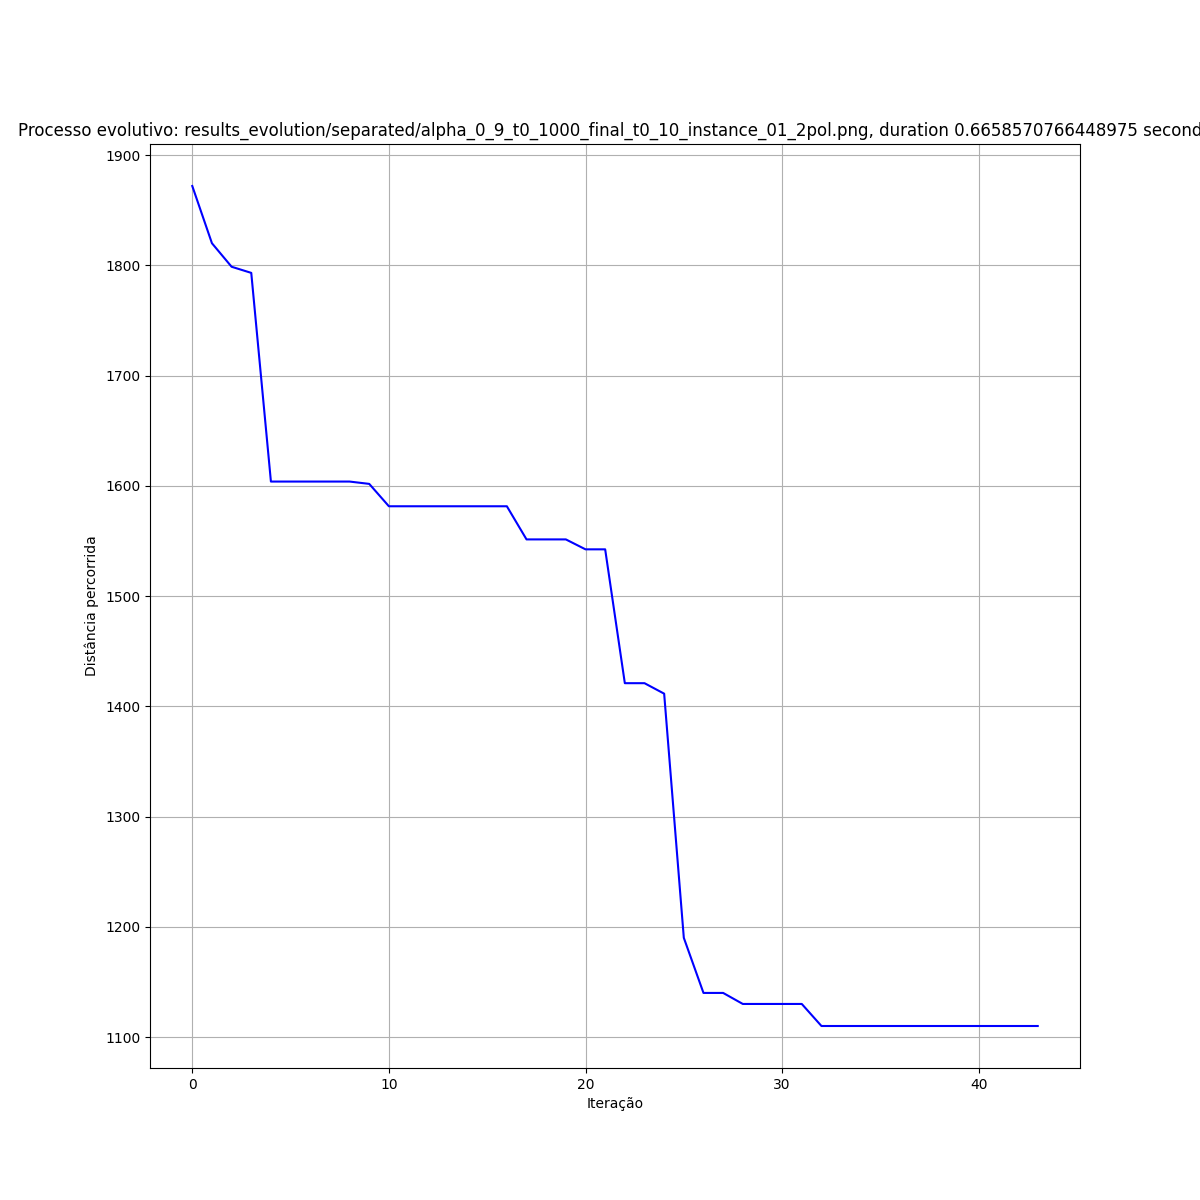 Processo evolutivo: results_evolution/separated/alpha_0_9_t0_1000_final_t0_10_instance_01_2pol.png, duration 0.6658570766448975 second
1900
1800
1700
1600
1500
1400
1300
1200
1100
Distância percorrida
0 10 20 30 40
Iteração